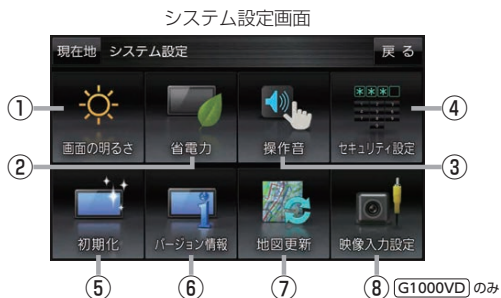 システム設定画面
現在地 システム設定 戻る
① ④
画面の明るさ 省電力 操作音 セキュリティ設定
② ③
初期化 バージョン情報 地図更新 映像入力設定
⑤ ⑥ ⑦ ⑧ G1000VD のみ